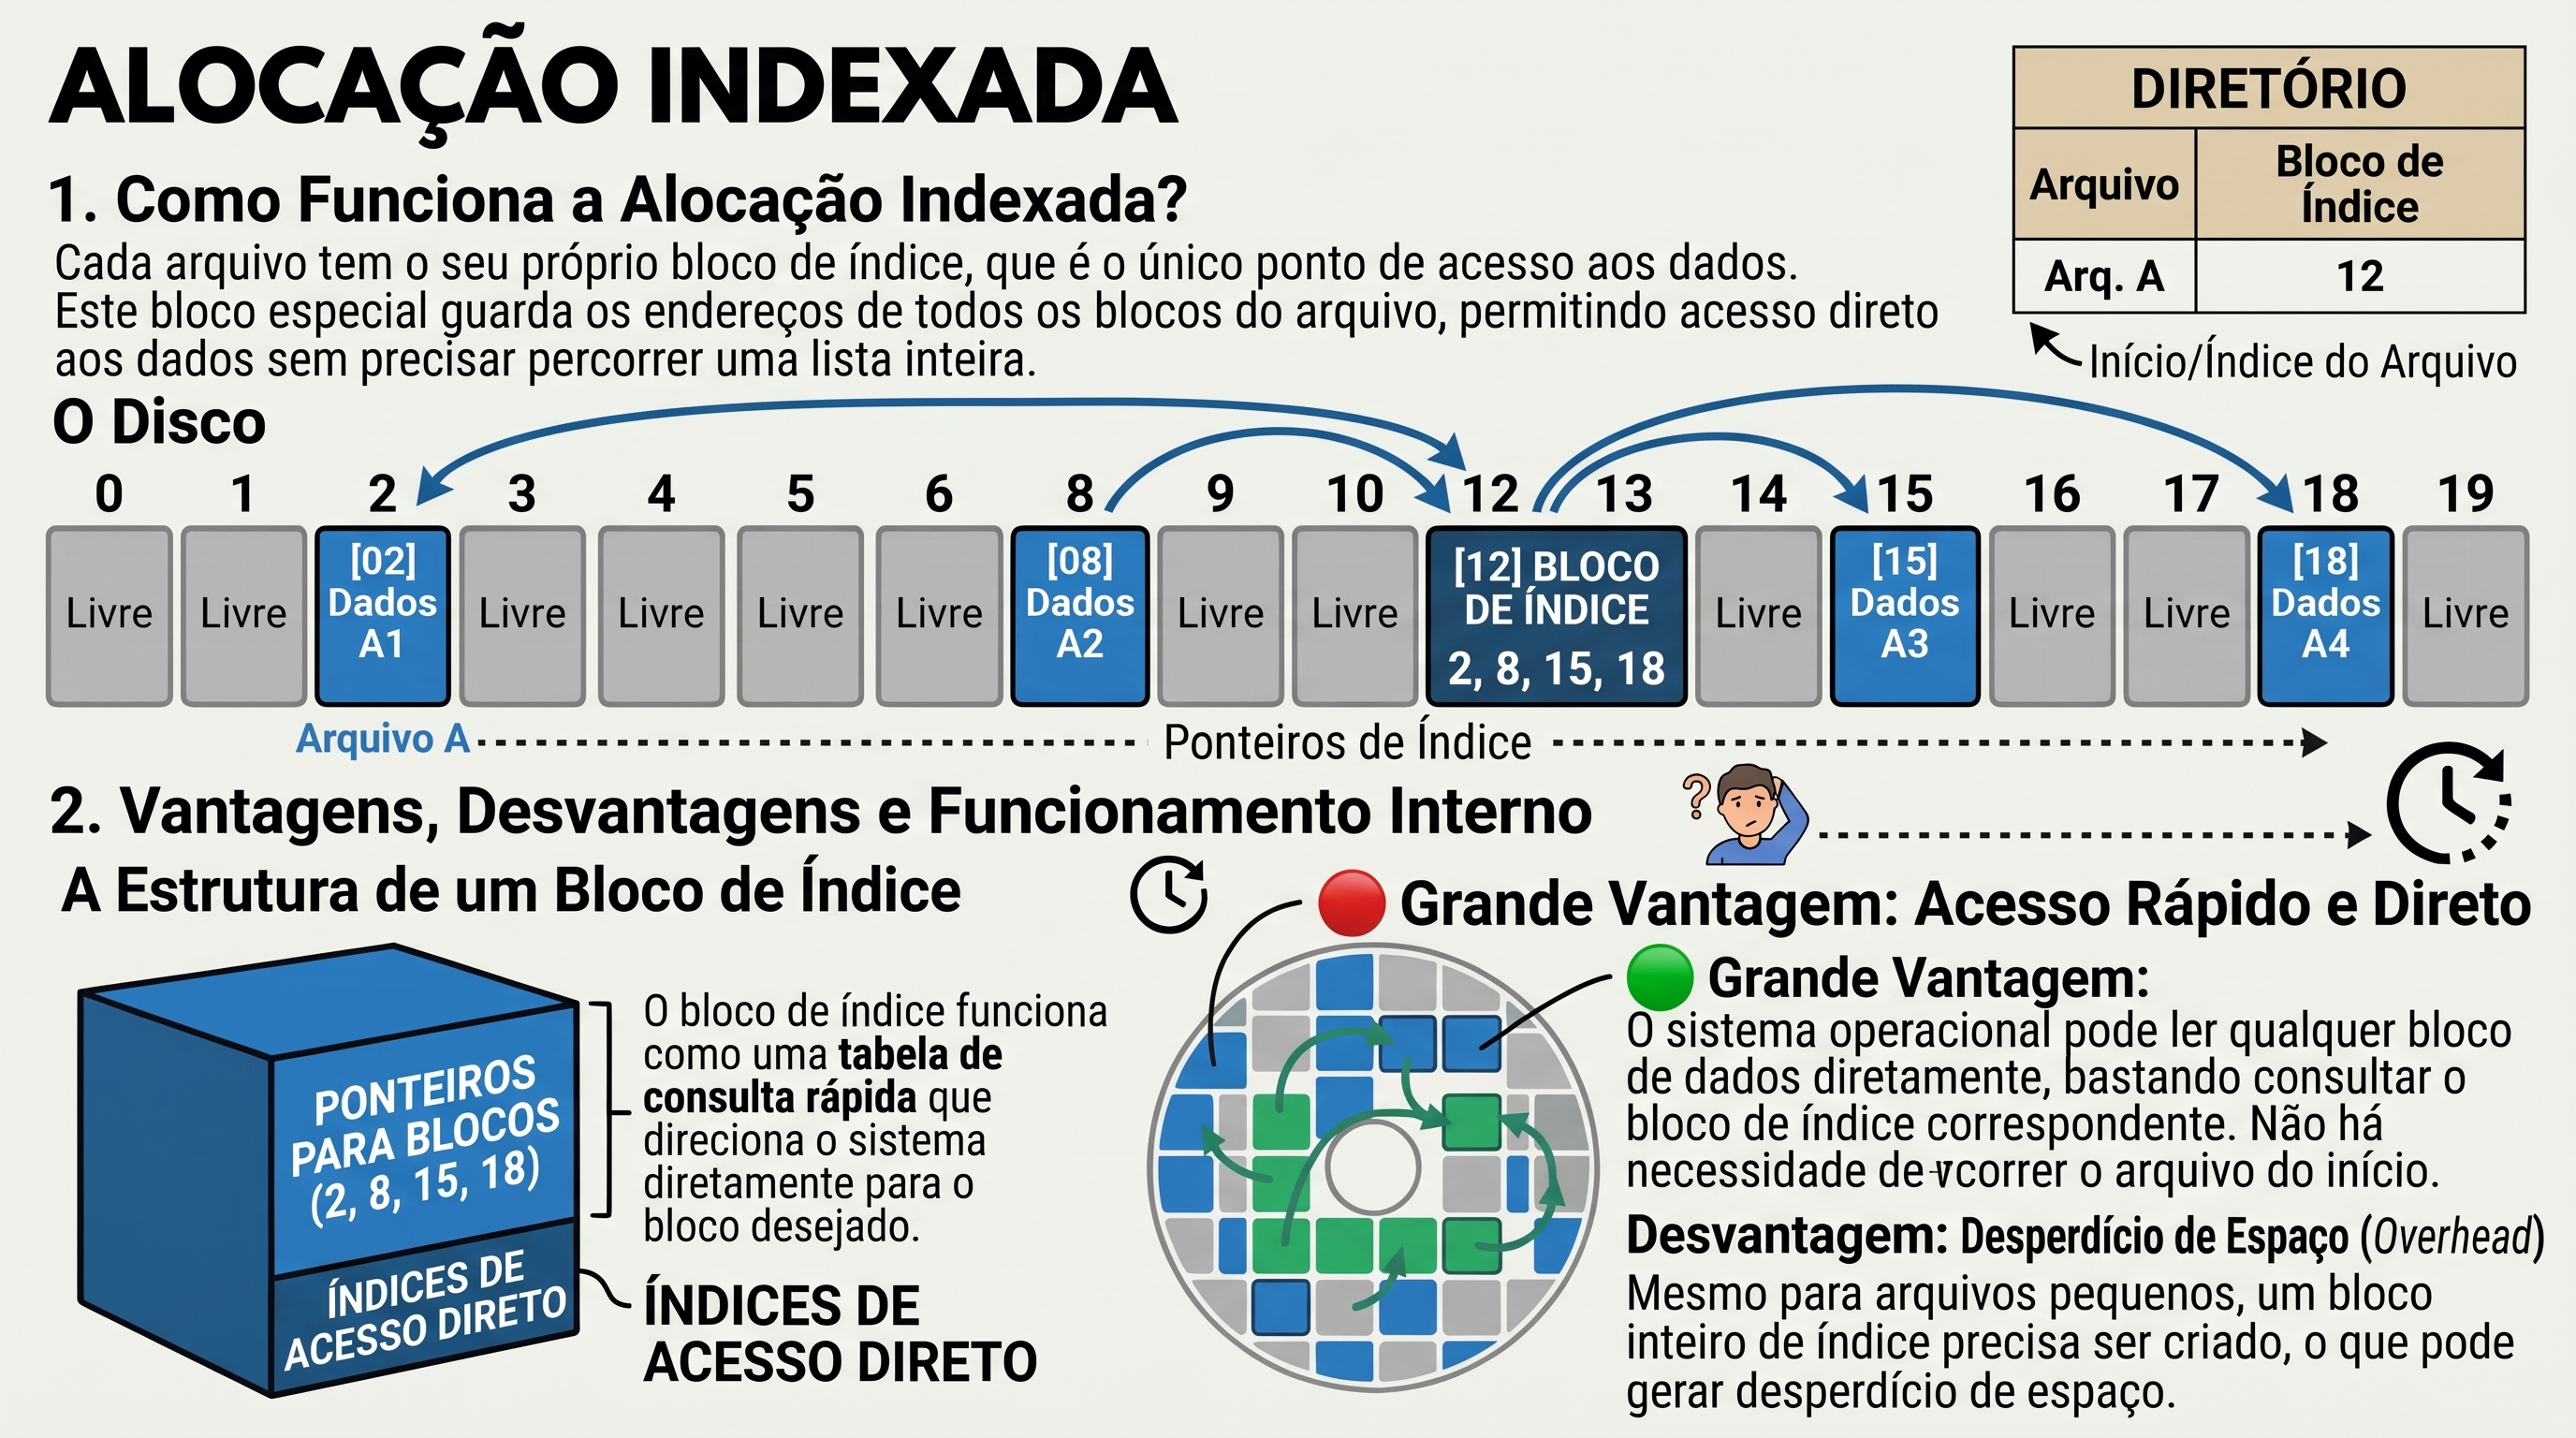 ALOCAÇÃO INDEXADA
1. Como Funciona a Alocação Indexada?
Cada arquivo tem o seu próprio bloco de índice, que é o único ponto de acesso aos dados.
Este bloco especial guarda os endereços de todos os blocos do arquivo, permitindo acesso direto
aos dados sem precisar percorrer uma lista inteira.
DIRETÓRIO
Arquivo
Bloco de
Índice
Arq. A
12
Início/Índice do Arquivo
O Disco
0 1 2 3 4 5 6 8 9 10 12 13 14 15 16 17 18 19
Livre
Livre
[02]
Dados
A1
Livre
Livre
Livre
Livre
[08]
Dados
A2
Livre
Livre
[12] BLOCO
DE ÍNDICE
2, 8, 15, 18
Livre
[15]
Dados
A3
Livre
Livre
[18]
Dados
A4
Livre
Arquivo A
Ponteiros de Índice
2. Vantagens, Desvantagens e Funcionamento Interno
?
A Estrutura de um Bloco de Índice
PONTEIROS
PARA BLOCOS
(2, 8, 15, 18)
ÍNDICES DE
ACESSO DIRETO
O bloco de índice funciona
como uma tabela de
consulta rápida que
direciona o sistema
diretamente para o
bloco desejado.
ÍNDICES DE
ACESSO DIRETO
Grande Vantagem: Acesso Rápido e Direto
Grande Vantagem:
O sistema operacional pode ler qualquer bloco
de dados diretamente, bastando consultar o
bloco de índice correspondente. Não há
necessidade de o arquivo do início.
Desvantagem: Desperdício de Espaço (Overhead)
Mesmo para arquivos pequenos, um bloco
inteiro de índice precisa ser criado, o que pode
gerar desperdício de espaço.